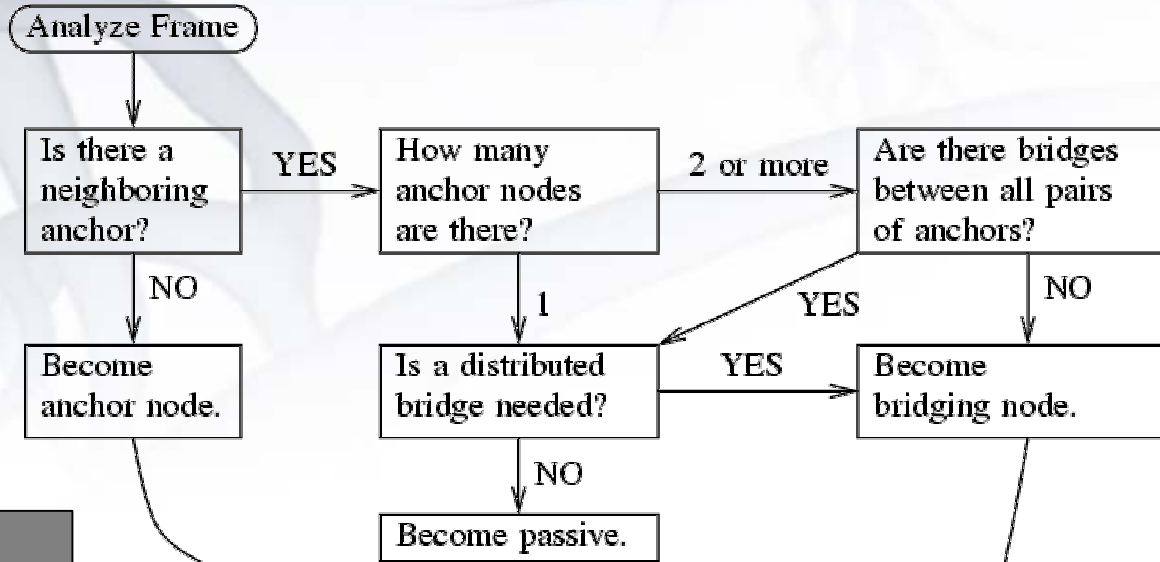 Analyze Frame
Is there a
neighboring
anchor?
YES
How many
anchor nodes
are there?
2 or more
Are there bridges
between all pairs
of anchors?
NO
1
YES
NO
Become
anchor node.
Is a distributed
bridge needed?
YES
Become
bridging node.
NO
Become passive.